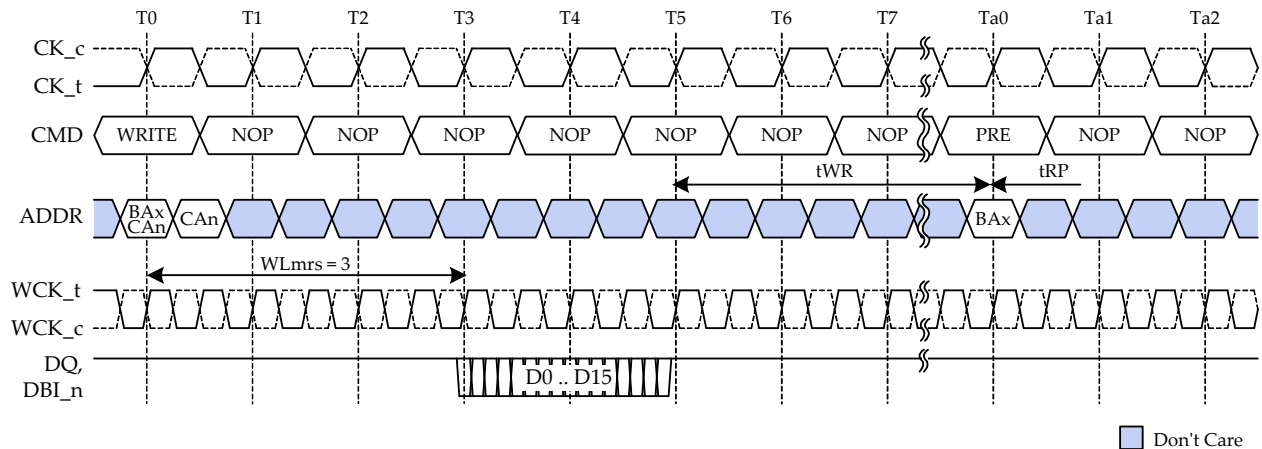 T0 T1 T2 T3 T4 T5 T6 T7 Ta0 Ta1 Ta2
CK_c
CK_t
CMD WRITE NOP NOP NOP NOP NOP NOP NOP PRE NOP NOP
tWR tRP
ADDR BAx CAn CAn BAx
WLmrs = 3
WCK_t
WCK_c
DQ,
DBI_n D0 .. D15
Don't Care